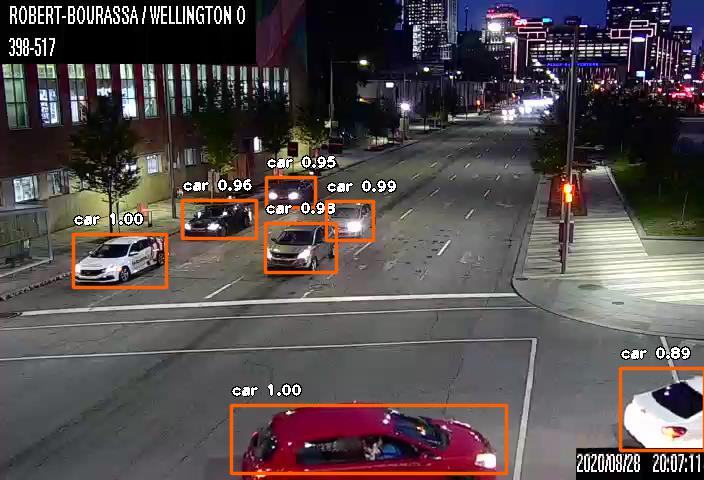 ROBERT-BOURASSA / WELLINGTON O
398-517
car 0.95
car 0.96
car 0.99
car 0.98
car 1.00
car 0.89
car 1.00
2020/08/28 20:07:11